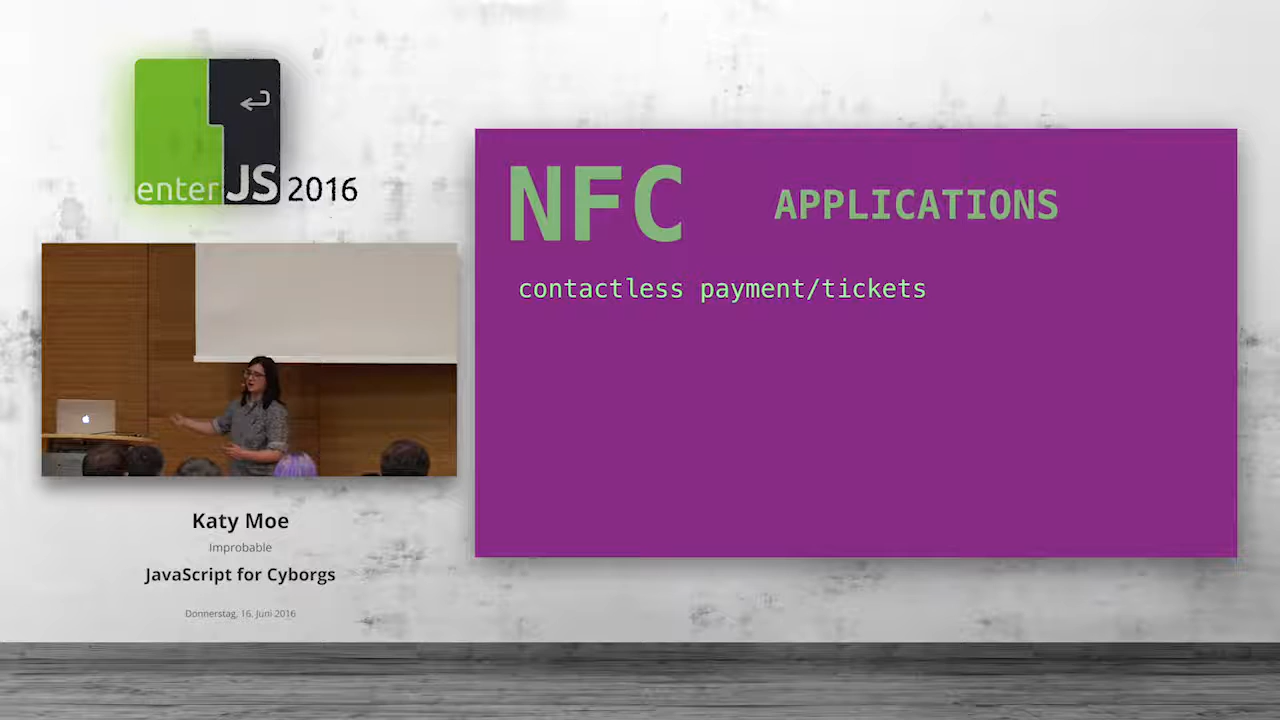 enterJS 2016
NFC APPLICATIONS
contactless payment/tickets
Katy Moe
Improbable
JavaScript for Cyborgs
Donnerstag, 16. Juni 2016